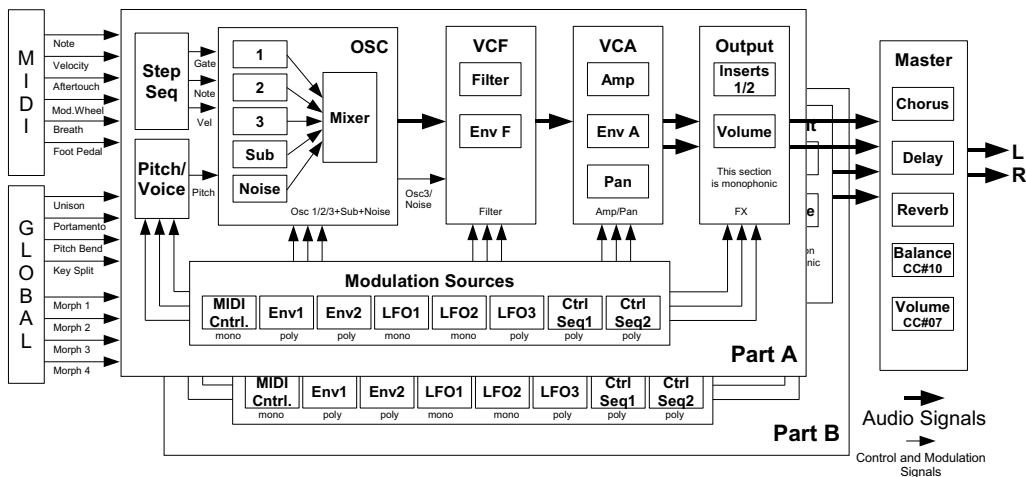 MIDI
Note
Velocity
Aftertouch
Mod.Wheel
Breath
Foot Pedal
GLOBAL
Unison
Portamento
Pitch Bend
Key Split
Morph 1
Morph 2
Morph 3
Morph 4
Step
Seq
Gate
Note
Vel
Pitch/
Voice
Pitch
OSC
1
2
3
Sub
Noise
Mixer
Osc 1/2/3+Sub+Noise
Osc3/
Noise
VCF
Filter
Env F
Filter
VCA
Amp
Env A
Pan
Amp/Pan
Output
Inserts
1/2
Volume
This section
is monophonic
FX
Modulation Sources
MIDI
Cntrl.
mono
Env1
poly
Env2
poly
LFO1
mono
LFO2
mono
LFO3
poly
Ctrl
Seq1
poly
Ctrl
Seq2
poly
Part A
MIDI
Cntrl.
mono
Env1
poly
Env2
poly
LFO1
mono
LFO2
mono
LFO3
poly
Ctrl
Seq1
poly
Ctrl
Seq2
poly
Part B
Master
Chorus
Delay
Reverb
Balance
CC#10
Volume
CC#07
L
R
Audio Signals
Control and Modulation
Signals